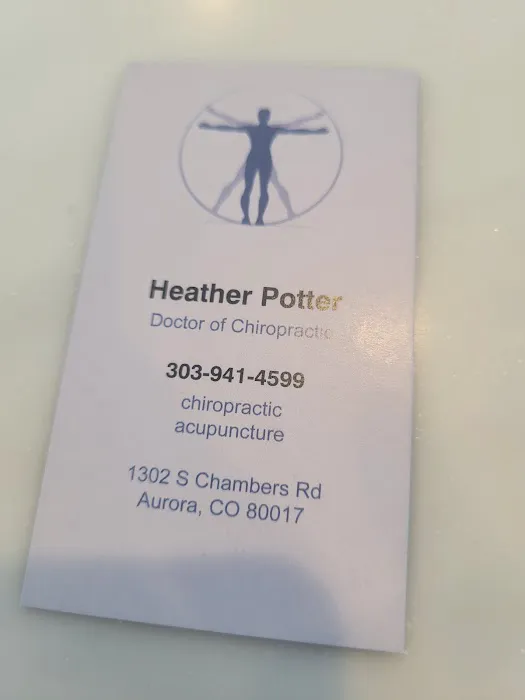 Heather Potter
Doctor of Chiropractic
303-941-4599
chiropractic
acupuncture
1302 S Chambers Rd
Aurora, CO 80017